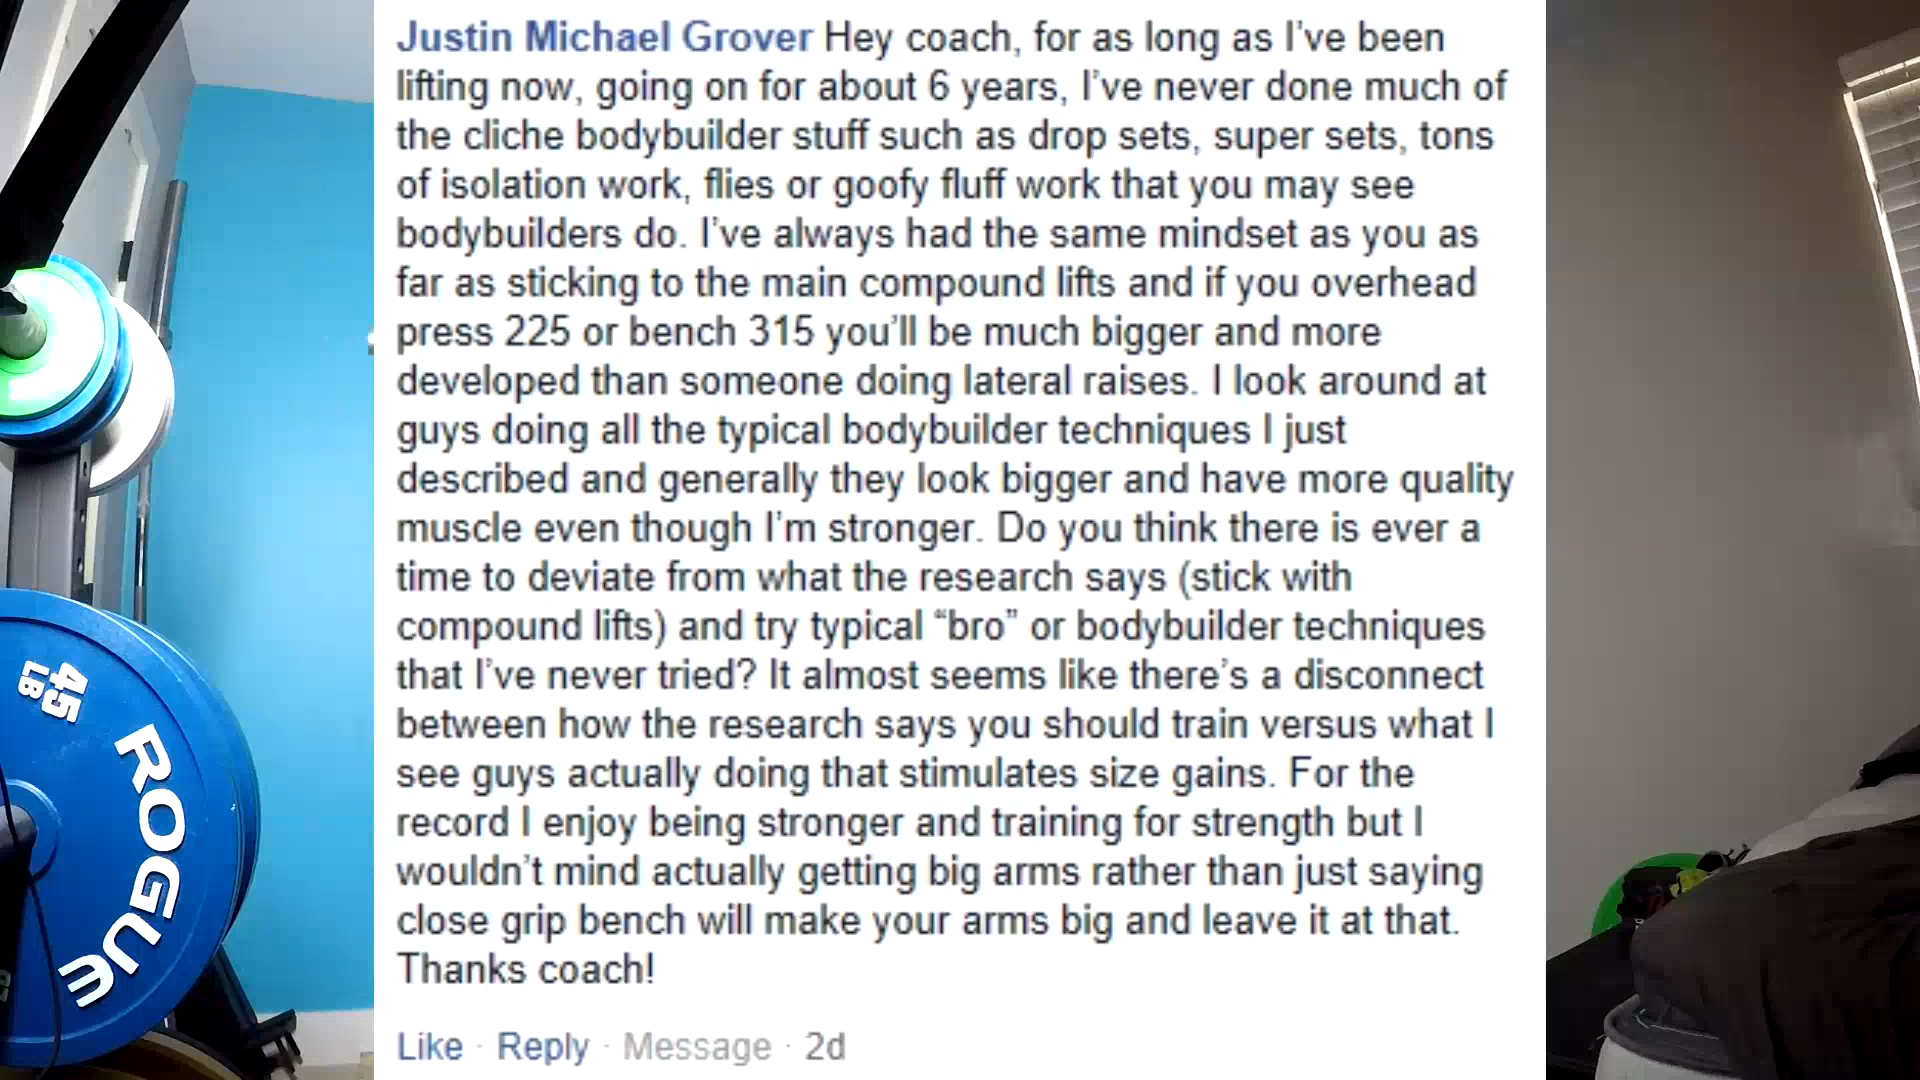 Justin Michael Grover Hey coach, for as long as I’ve been
lifting now, going on for about 6 years, I’ve never done much of
the cliche bodybuilder stuff such as drop sets, super sets, tons
of isolation work, flies or goofy fluff work that you may see
bodybuilders do. I’ve always had the same mindset as you as
far as sticking to the main compound lifts and if you overhead
press 225 or bench 315 you’ll be much bigger and more
developed than someone doing lateral raises. I look around at
guys doing all the typical bodybuilder techniques I just
described and generally they look bigger and have more quality
muscle even though I’m stronger. Do you think there is ever a
time to deviate from what the research says (stick with
compound lifts) and try typical “bro” or bodybuilder techniques
that I’ve never tried? It almost seems like there’s a disconnect
between how the research says you should train versus what I
see guys actually doing that stimulates size gains. For the
record I enjoy being stronger and training for strength but I
wouldn’t mind actually getting big arms rather than just saying
close grip bench will make your arms big and leave it at that.
Thanks coach!
Like · Reply · Message · 2d
45
LB
ROGUE